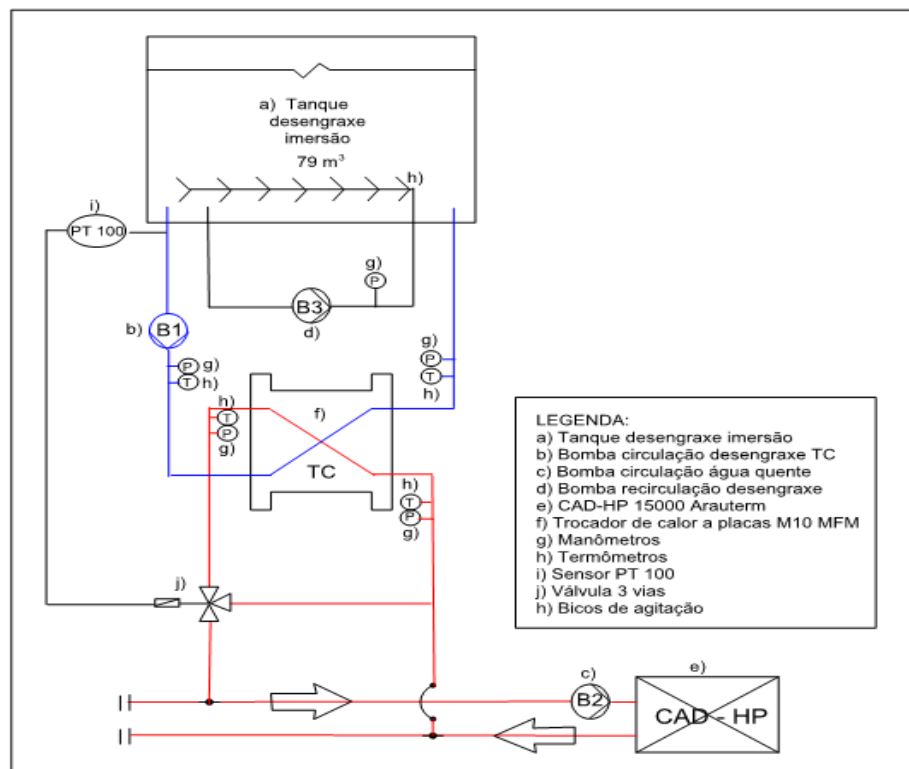 a) Tanque
desengraxe
imersão
79 m³
h)
i)
PT 100
g)
P
B3
d)
b)
B1
P
g)
T
h)
g)
P
T
h)
h)
T
P
g)
f)
TC
h)
T
P
g)
j)
c)
B2
e)
CAD - HP
LEGENDA:
a) Tanque desengraxe imersão
b) Bomba circulação desengraxe TC
c) Bomba circulação água quente
d) Bomba recirculação desengraxe
e) CAD-HP 15000 Arauterm
f) Trocador de calor a placas M10 MFM
g) Manômetros
h) Termômetros
i) Sensor PT 100
j) Válvula 3 vias
h) Bicos de agitação